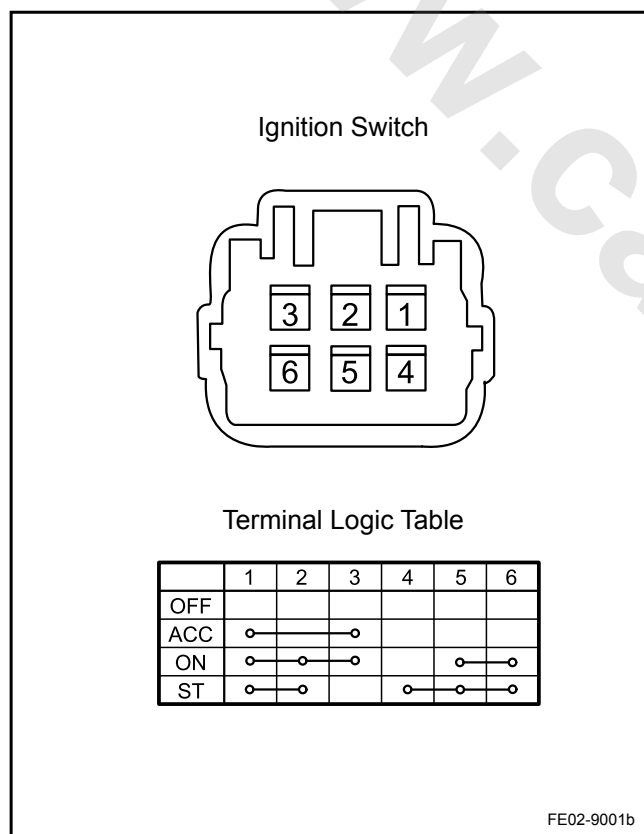 Ignition Switch
3 2 1
6 5 4
Terminal Logic Table
1 2 3 4 5 6
OFF
ACC
ON
ST
FE02-9001b